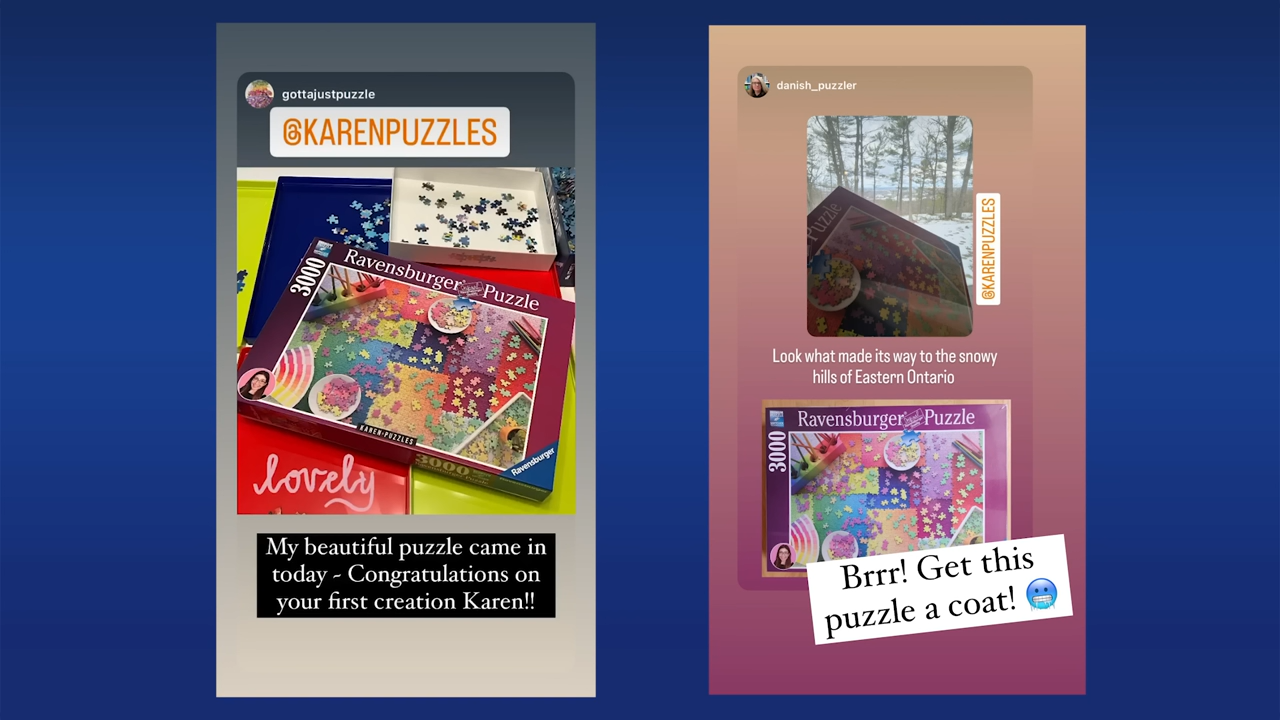 gottajustpuzzle
@KARENPUZZLES
3000
Ravensburger Puzzle
KAREN PUZZLES
Ravensburger
3000
lovely
My beautiful puzzle came in
today - Congratulations on
your first creation Karen!!
danish_puzzler
Puzzle
@KARENPUZZLES
Look what made its way to the snowy
hills of Eastern Ontario
3000
Ravensburger Puzzle
Brrr! Get this
puzzle a coat! 🥶